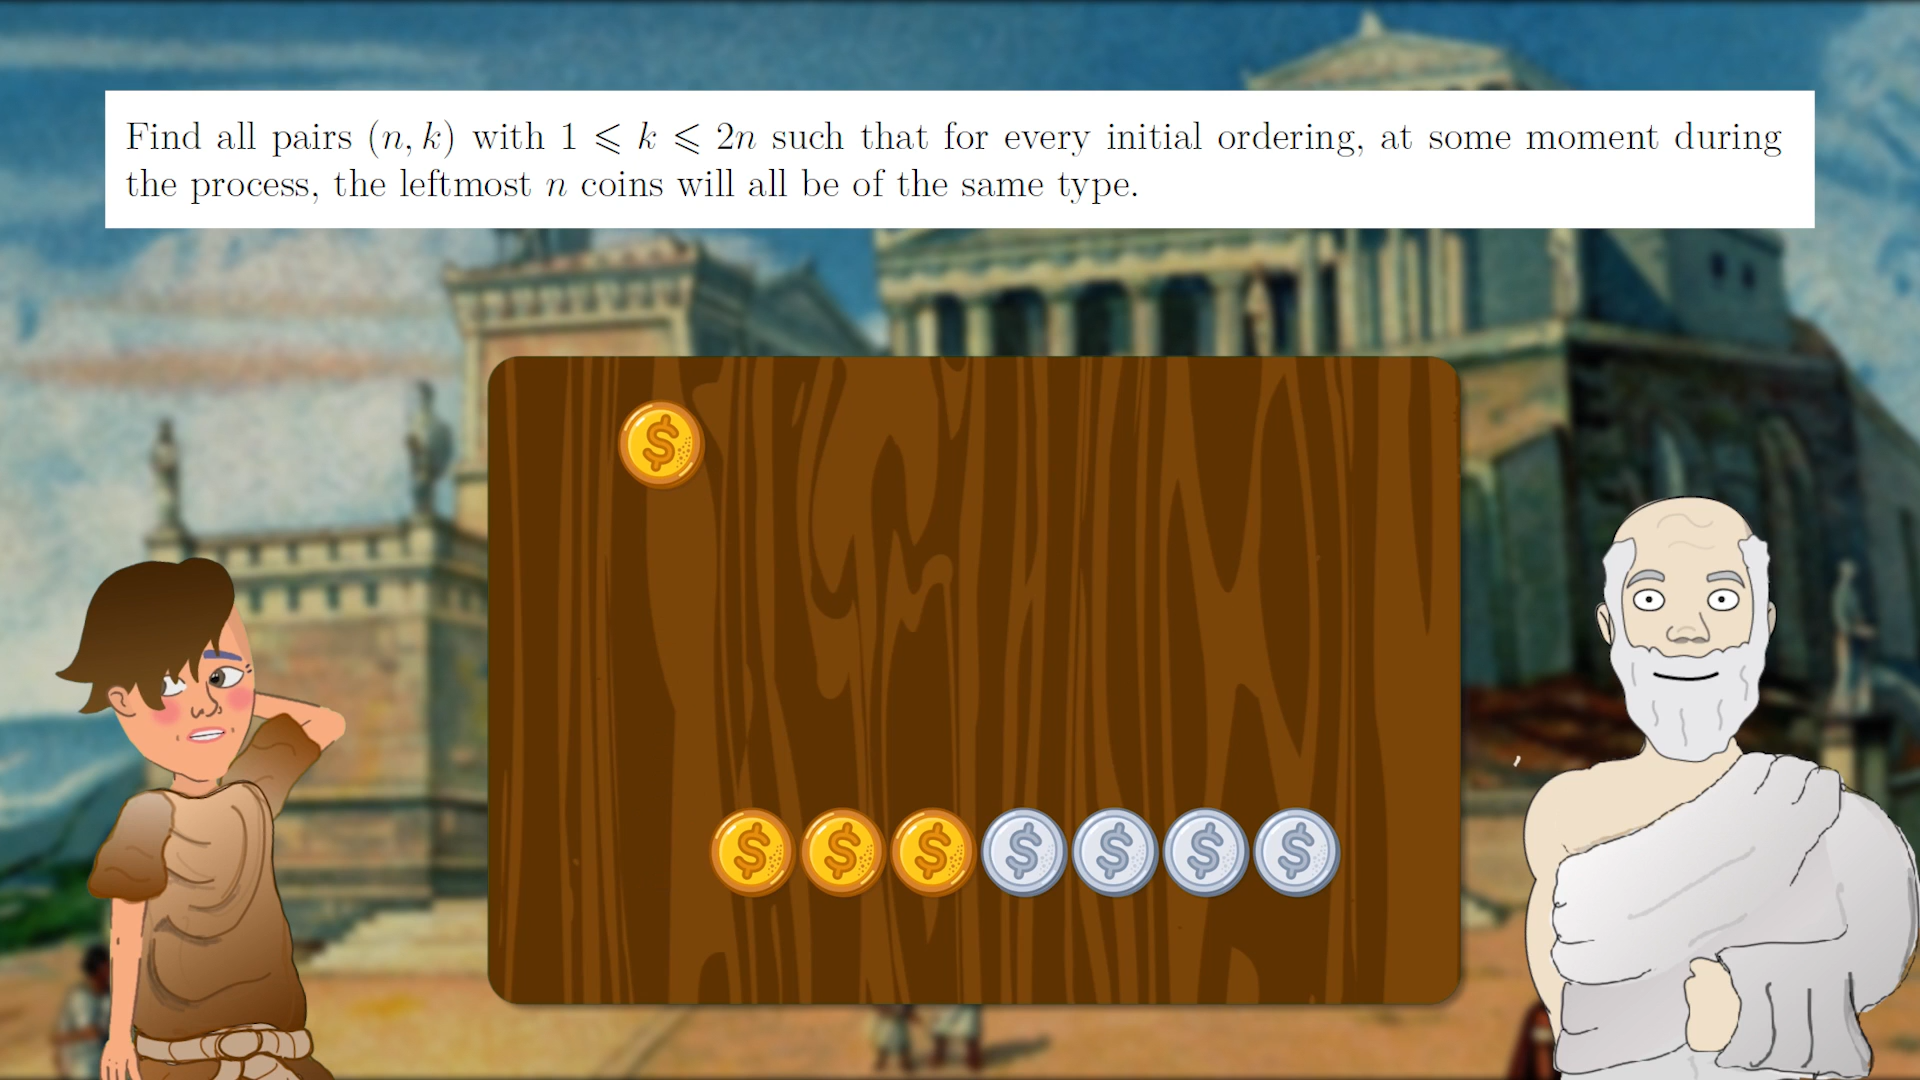 Find all pairs (n, k) with 1 ⩽ k ⩽ 2n such that for every initial ordering, at some moment during
the process, the leftmost n coins will all be of the same type.
$
$ $ $ $ $ $ $